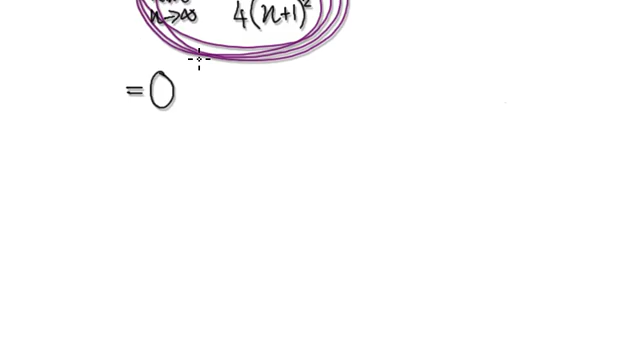 n→∞ 4(n+1)²
= 0